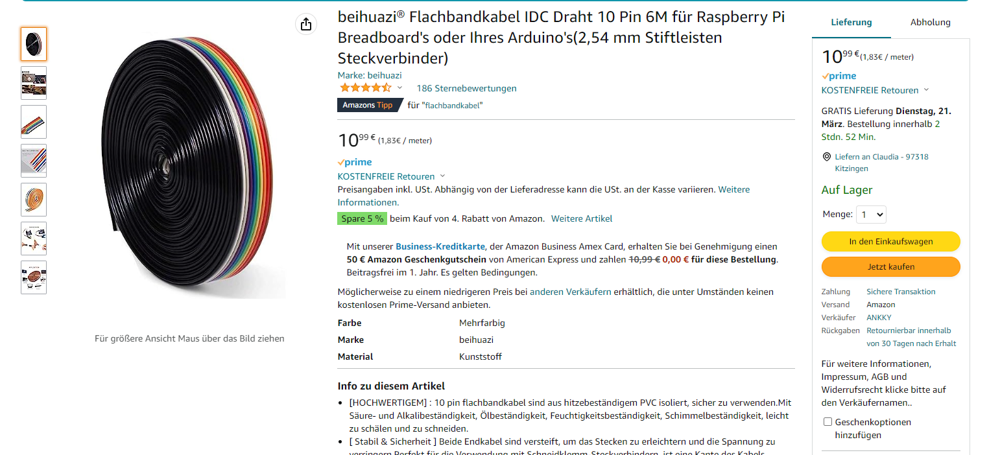 beihuazi® Flachbandkabel IDC Draht 10 Pin 6M für Raspberry Pi
Breadboard's oder Ihres Arduino's(2,54 mm Stiftleisten
Steckverbinder)
Marke: beihuazi
186 Sternebewertungen
Amazons Tipp für "flachbandkabel"
10⁹⁹ € (1,83€ / meter)
prime
KOSTENFREIE Retouren
Preisangaben inkl. USt. Abhängig von der Lieferadresse kann die USt. an der Kasse variieren. Weitere
Informationen.
Spare 5 % beim Kauf von 4. Rabatt von Amazon. Weitere Artikel
Mit unserer Business-Kreditkarte, der Amazon Business Amex Card, erhalten Sie bei Genehmigung einen
50 € Amazon Geschenkgutschein von American Express und zahlen 10,99 € 0,00 € für diese Bestellung.
Beitragsfrei im 1. Jahr. Es gelten Bedingungen.
Möglicherweise zu einem niedrigeren Preis bei anderen Verkäufern erhältlich, die unter Umständen keinen
kostenlosen Prime-Versand anbieten.
Farbe Mehrfarbig
Marke beihuazi
Material Kunststoff
Info zu diesem Artikel
• [HOCHWERTIGEM] : 10 pin flachbandkabel sind aus hitzebeständigem PVC isoliert, sicher zu verwenden.Mit
Säure- und Alkalibeständigkeit, Ölbeständigkeit, Feuchtigkeitsbeständigkeit, Schimmelbeständigkeit, leicht
zu schälen und zu schneiden.
• [ Stabil & Sicherheit ] Beide Endkabel sind versteift, um das Stecken zu erleichtern und die Spannung zu
verringern Perfekt für die Verwendung mit Schneidklemm-Steckverbindern, ist eine Kante des Kabels
Für größere Ansicht Maus über das Bild ziehen
Lieferung Abholung
10⁹⁹ € (1,83€ / meter)
prime
KOSTENFREIE Retouren
GRATIS Lieferung Dienstag, 21.
März. Bestellung innerhalb 2
Stdn. 52 Min.
Liefern an Claudia - 97318
Kitzingen
Auf Lager
Menge: 1
In den Einkaufswagen
Jetzt kaufen
Zahlung Sichere Transaktion
Versand Amazon
Verkäufer ANKKY
Rückgaben Retournierbar innerhalb
von 30 Tagen nach Erhalt
Für weitere Informationen,
Impressum, AGB und
Widerrufsrecht klicke bitte auf
den Verkäufernamen..
Geschenkoptionen
hinzufügen